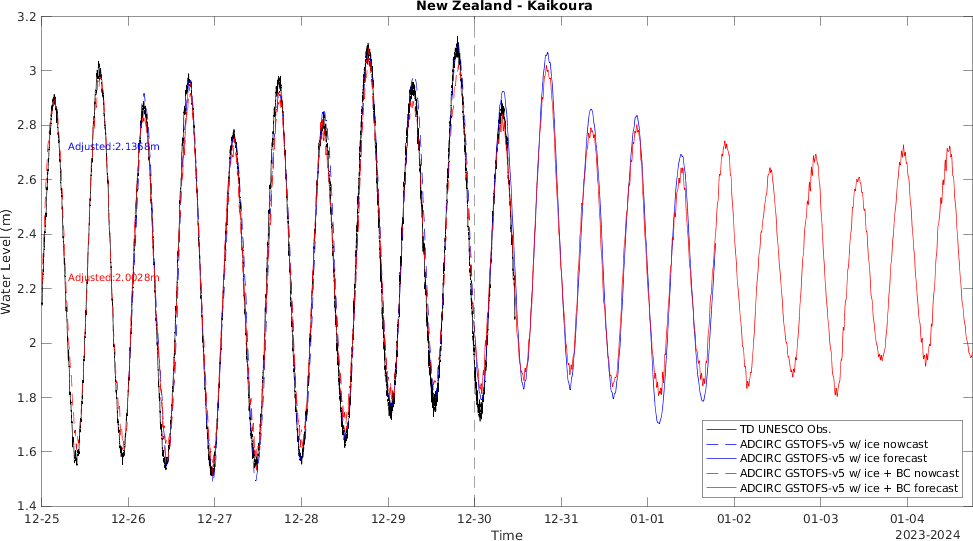 New Zealand - Kaikoura
Water Level (m)
3.2
3
2.8
2.6
2.4
2.2
2
1.8
1.6
1.4
Adjusted:2.1368m
Adjusted:2.0028m
TD UNESCO Obs.
ADCIRC GSTOFS-v5 w/ ice nowcast
ADCIRC GSTOFS-v5 w/ ice forecast
ADCIRC GSTOFS-v5 w/ ice + BC nowcast
ADCIRC GSTOFS-v5 w/ ice + BC forecast
12-25 12-26 12-27 12-28 12-29 12-30 12-31 01-01 01-02 01-03 01-04
Time
2023-2024